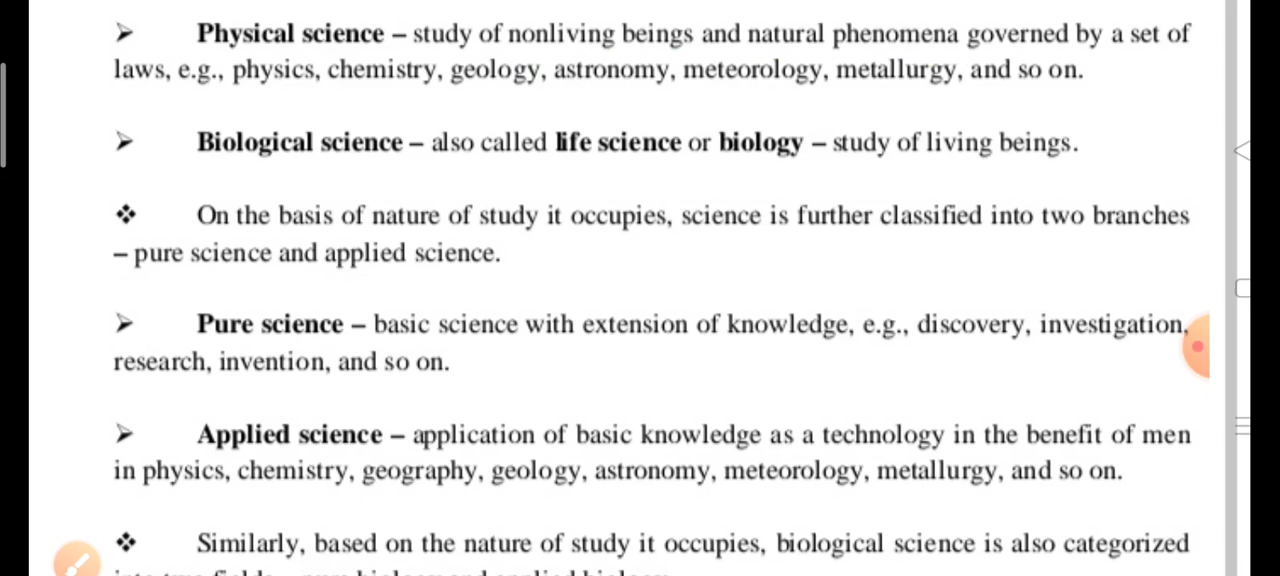 ➢ Physical science – study of nonliving beings and natural phenomena governed by a set of
laws, e.g., physics, chemistry, geology, astronomy, meteorology, metallurgy, and so on.
➢ Biological science – also called life science or biology – study of living beings.
❖ On the basis of nature of study it occupies, science is further classified into two branches
– pure science and applied science.
➢ Pure science – basic science with extension of knowledge, e.g., discovery, investigation,
research, invention, and so on.
➢ Applied science – application of basic knowledge as a technology in the benefit of men
in physics, chemistry, geography, geology, astronomy, meteorology, metallurgy, and so on.
❖ Similarly, based on the nature of study it occupies, biological science is also categorized